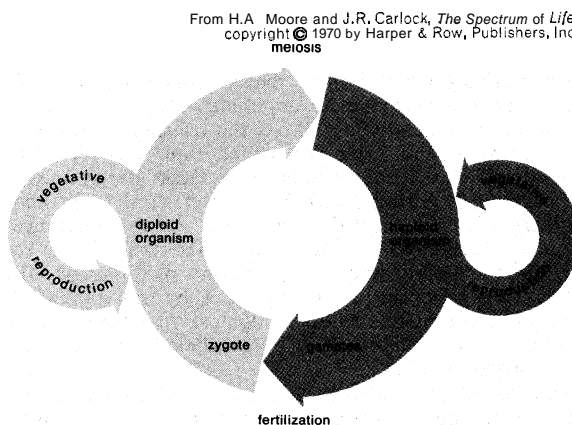 From H.A Moore and J.R. Carlock, The Spectrum of Life
copyright © 1970 by Harper & Row, Publishers, Inc
meiosis
vegetative
reproduction
diploid
organism
haploid
organism
vegetative
reproduction
zygote
gametes
fertilization